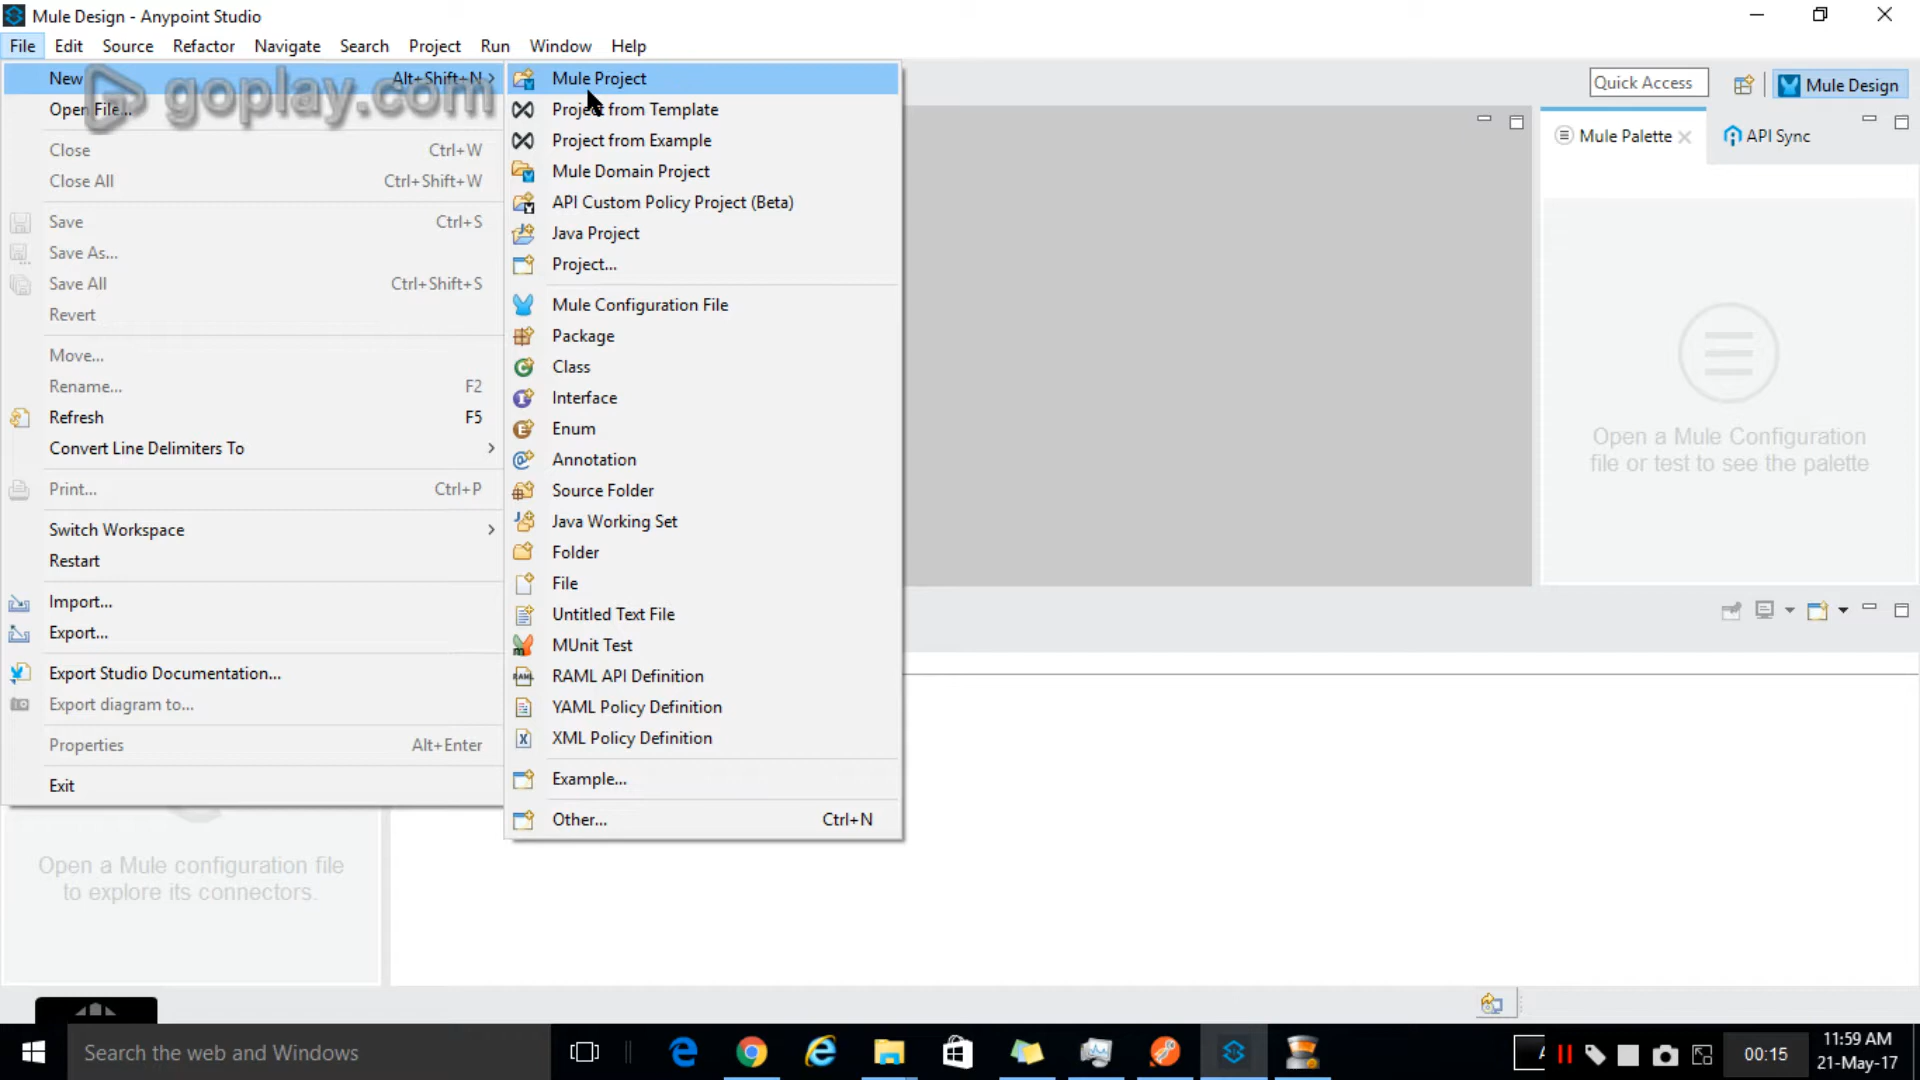 Mule Design - Anypoint Studio
File Edit Source Refactor Navigate Search Project Run Window Help
New Alt+Shift+N
goplay.com
Open File...
Close Ctrl+W
Close All Ctrl+Shift+W
Save Ctrl+S
Save As...
Save All Ctrl+Shift+S
Revert
Move...
Rename... F2
Refresh F5
Convert Line Delimiters To
Print... Ctrl+P
Switch Workspace
Restart
Import...
Export...
Export Studio Documentation...
Export diagram to...
Properties Alt+Enter
Exit
Mule Project
Project from Template
Project from Example
Mule Domain Project
API Custom Policy Project (Beta)
Java Project
Project...
Mule Configuration File
Package
Class
Interface
Enum
Annotation
Source Folder
Java Working Set
Folder
File
Untitled Text File
MUnit Test
RAML API Definition
YAML Policy Definition
XML Policy Definition
Example...
Other... Ctrl+N
Quick Access
Mule Design
Mule Palette API Sync
Open a Mule Configuration
file or test to see the palette
Open a Mule configuration file
to explore its connectors.
Search the web and Windows
00:15
11:59 AM
21-May-17